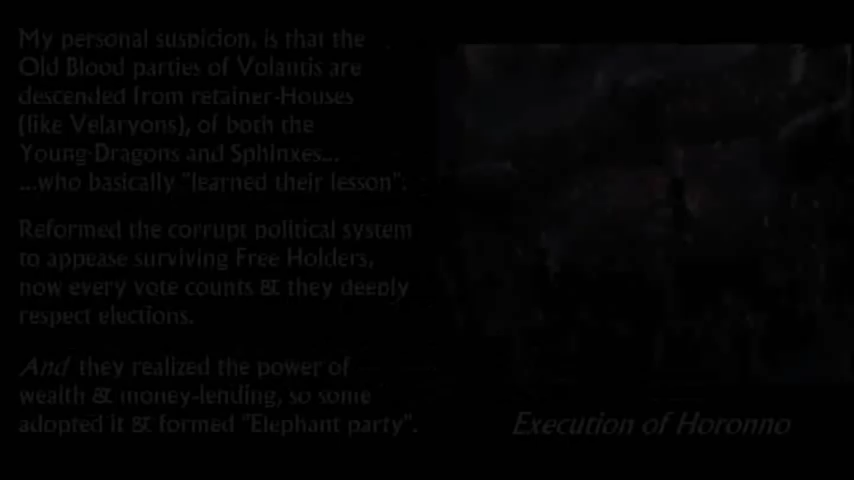 My personal suspicion, is that the
Old Blood parties of Volantis are
descended from retainer-Houses
(like Velaryons), of both the
Young Dragons and Sphinxes...
...who basically "learned their lesson".
Reformed the corrupt political system
to appease surviving Free Holders,
now every vote counts & they deeply
respect elections.
And they realized the power of
wealth & money-lending, so some
adopted it & formed "Elephant party".
Execution of Horonno